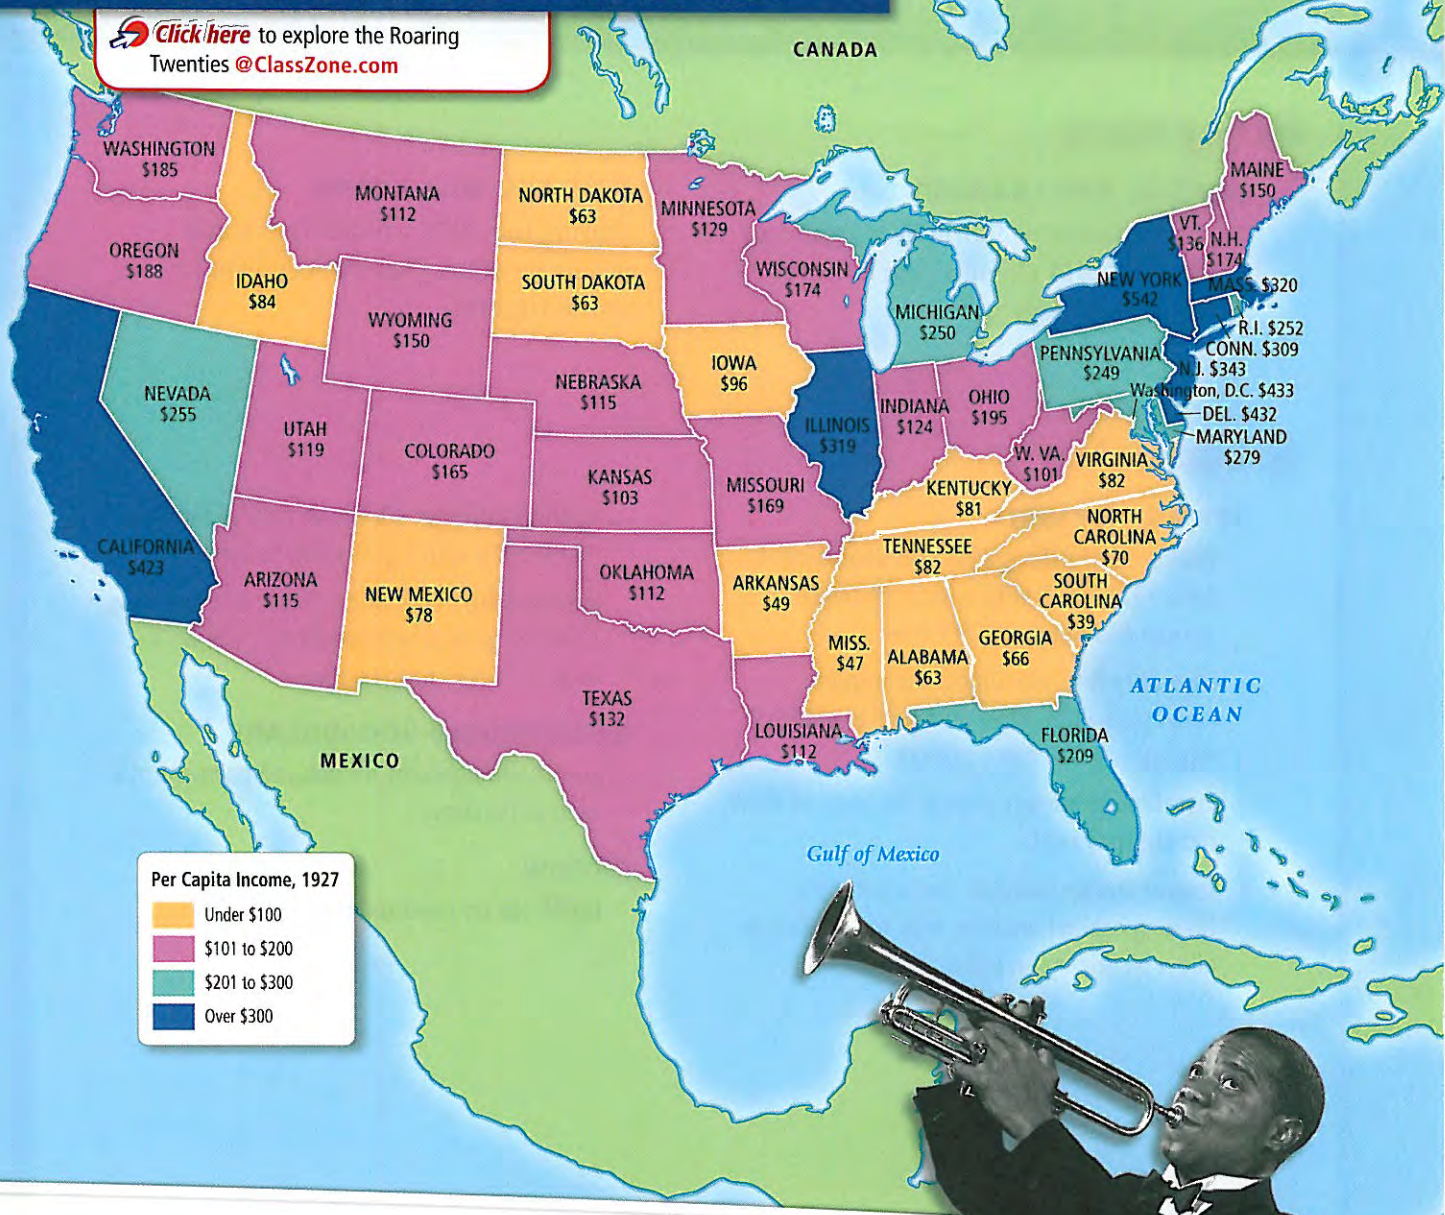 Click here to explore the Roaring
Twenties @ClassZone.com
CANADA
WASHINGTON
$185
OREGON
$188
IDAHO
$84
MONTANA
$112
WYOMING
$150
NORTH DAKOTA
$63
SOUTH DAKOTA
$63
MINNESOTA
$129
WISCONSIN
$174
MICHIGAN
$250
MAINE
$150
VT.
$136
N.H.
$174
NEW YORK
$542
MASS. $320
R.I. $252
CONN. $309
N.J. $343
PENNSYLVANIA
$249
Washington, D.C. $433
DEL. $432
MARYLAND
$279
NEVADA
$255
UTAH
$119
COLORADO
$165
NEBRASKA
$115
IOWA
$96
ILLINOIS
$319
INDIANA
$124
OHIO
$195
W. VA.
$101
VIRGINIA
$82
KENTUCKY
$81
KANSAS
$103
MISSOURI
$169
CALIFORNIA
$423
ARIZONA
$115
NEW MEXICO
$78
OKLAHOMA
$112
ARKANSAS
$49
TENNESSEE
$82
NORTH
CAROLINA
$70
SOUTH
CAROLINA
$39
MISS.
$47
ALABAMA
$63
GEORGIA
$66
TEXAS
$132
LOUISIANA
$112
FLORIDA
$209
ATLANTIC
OCEAN
MEXICO
Gulf of Mexico
Per Capita Income, 1927
Under $100
$101 to $200
$201 to $300
Over $300